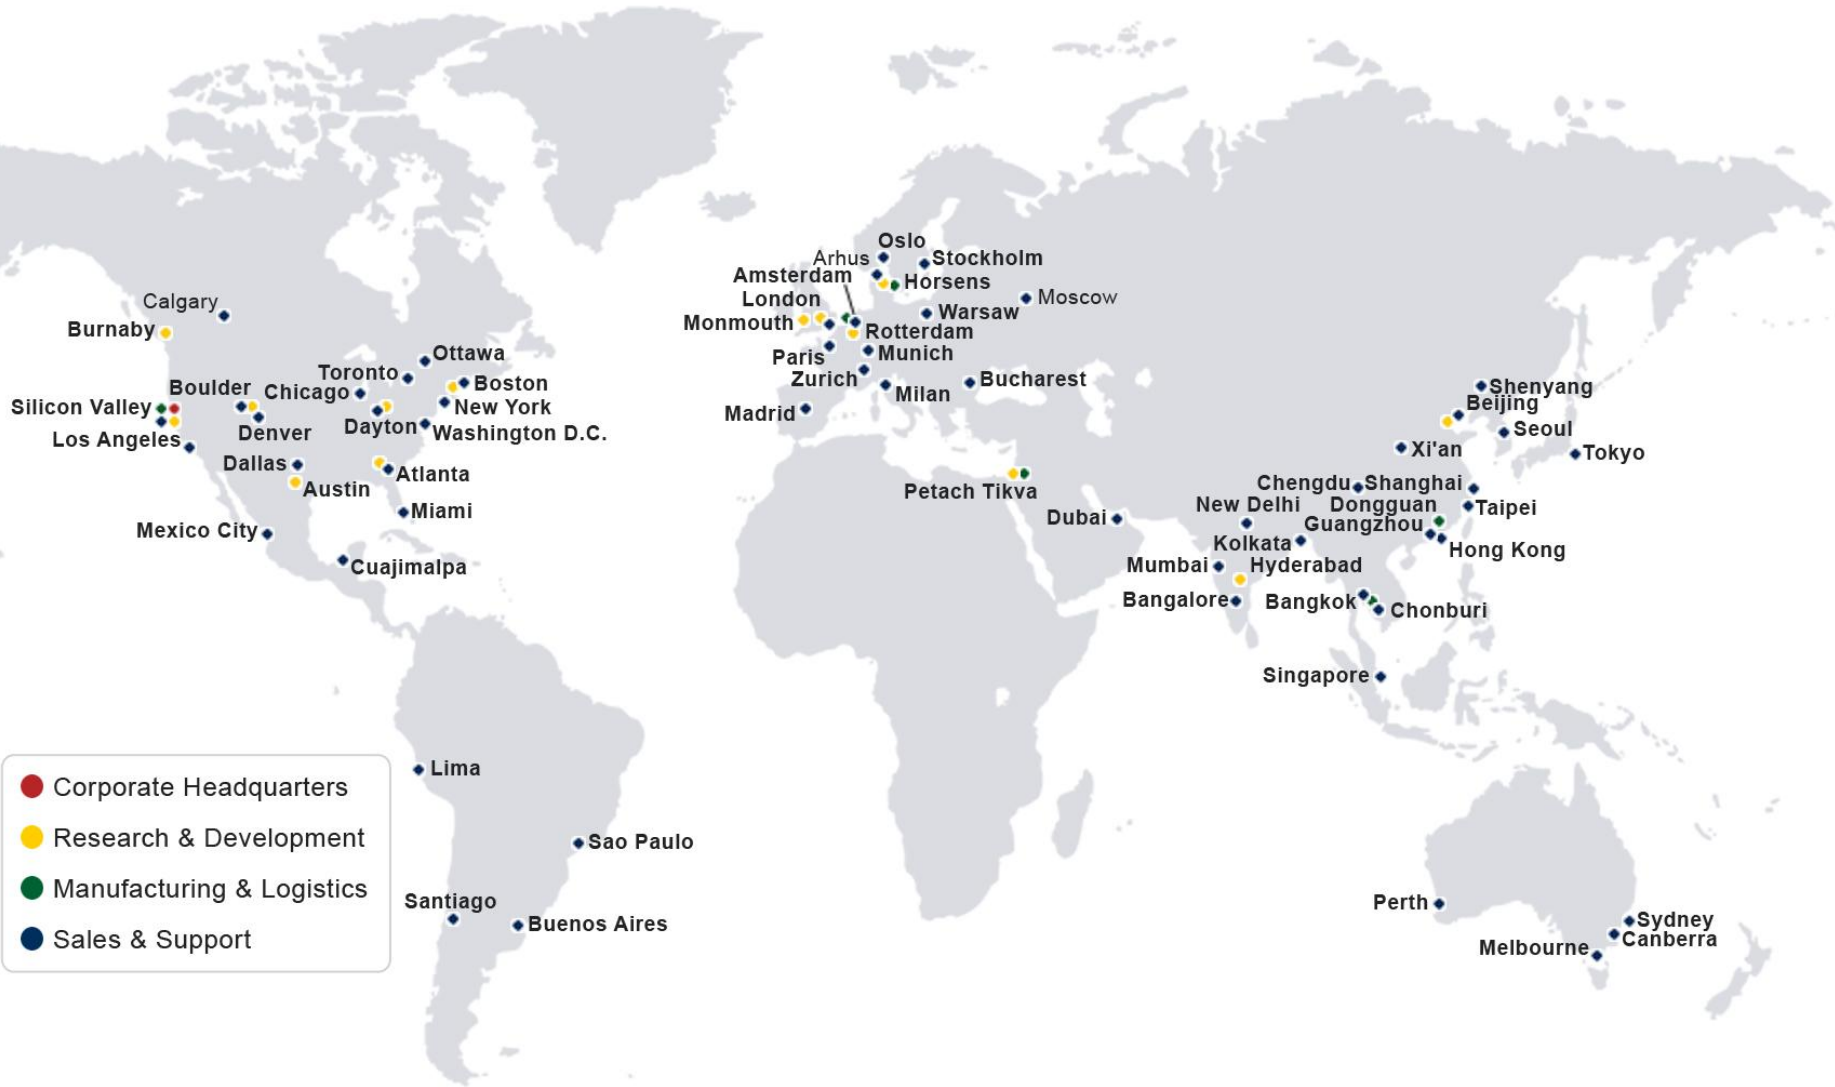 Oslo
Arhus
Stockholm
Amsterdam
Horsens
London
Moscow
Calgary
Warsaw
Monmouth
Burnaby
Rotterdam
Ottawa
Paris
Munich
Toronto
Zurich
Bucharest
Boulder
Chicago
Boston
Milan
Shenyang
Silicon Valley
New York
Beijing
Madrid
Dayton
Denver
Washington D.C.
Seoul
Los Angeles
Xi'an
Tokyo
Dallas
Atlanta
Austin
Petach Tikva
Chengdu
Shanghai
Miami
New Delhi
Dongguan
Taipei
Dubai
Guangzhou
Mexico City
Kolkata
Hong Kong
Cuajimalpa
Mumbai
Hyderabad
Bangalore
Bangkok
Chonburi
Singapore
Lima
Corporate Headquarters
Research & Development
Sao Paulo
Manufacturing & Logistics
Santiago
Perth
Buenos Aires
Sydney
Sales & Support
Canberra
Melbourne